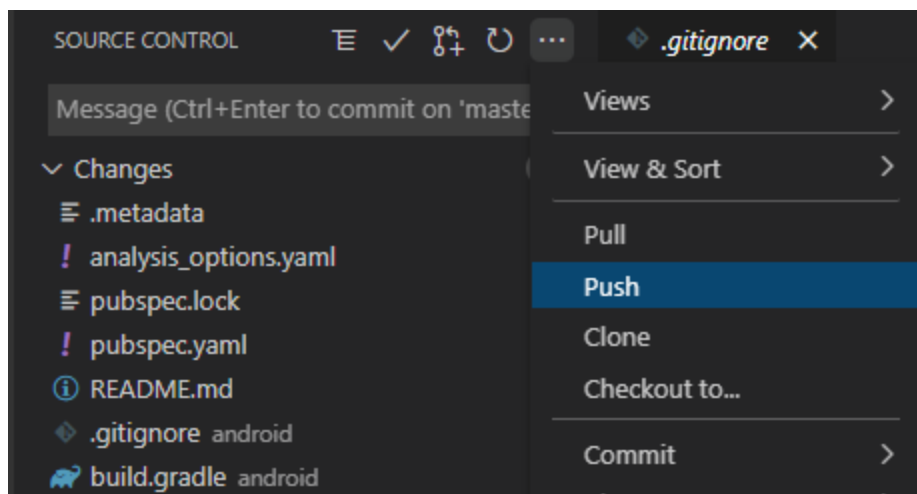 SOURCE CONTROL
Message (Ctrl+Enter to commit on 'maste
Changes
.metadata
! analysis_options.yaml
pubspec.lock
! pubspec.yaml
README.md
.gitignore android
build.gradle android
.gitignore
Views
View & Sort
Pull
Push
Clone
Checkout to...
Commit